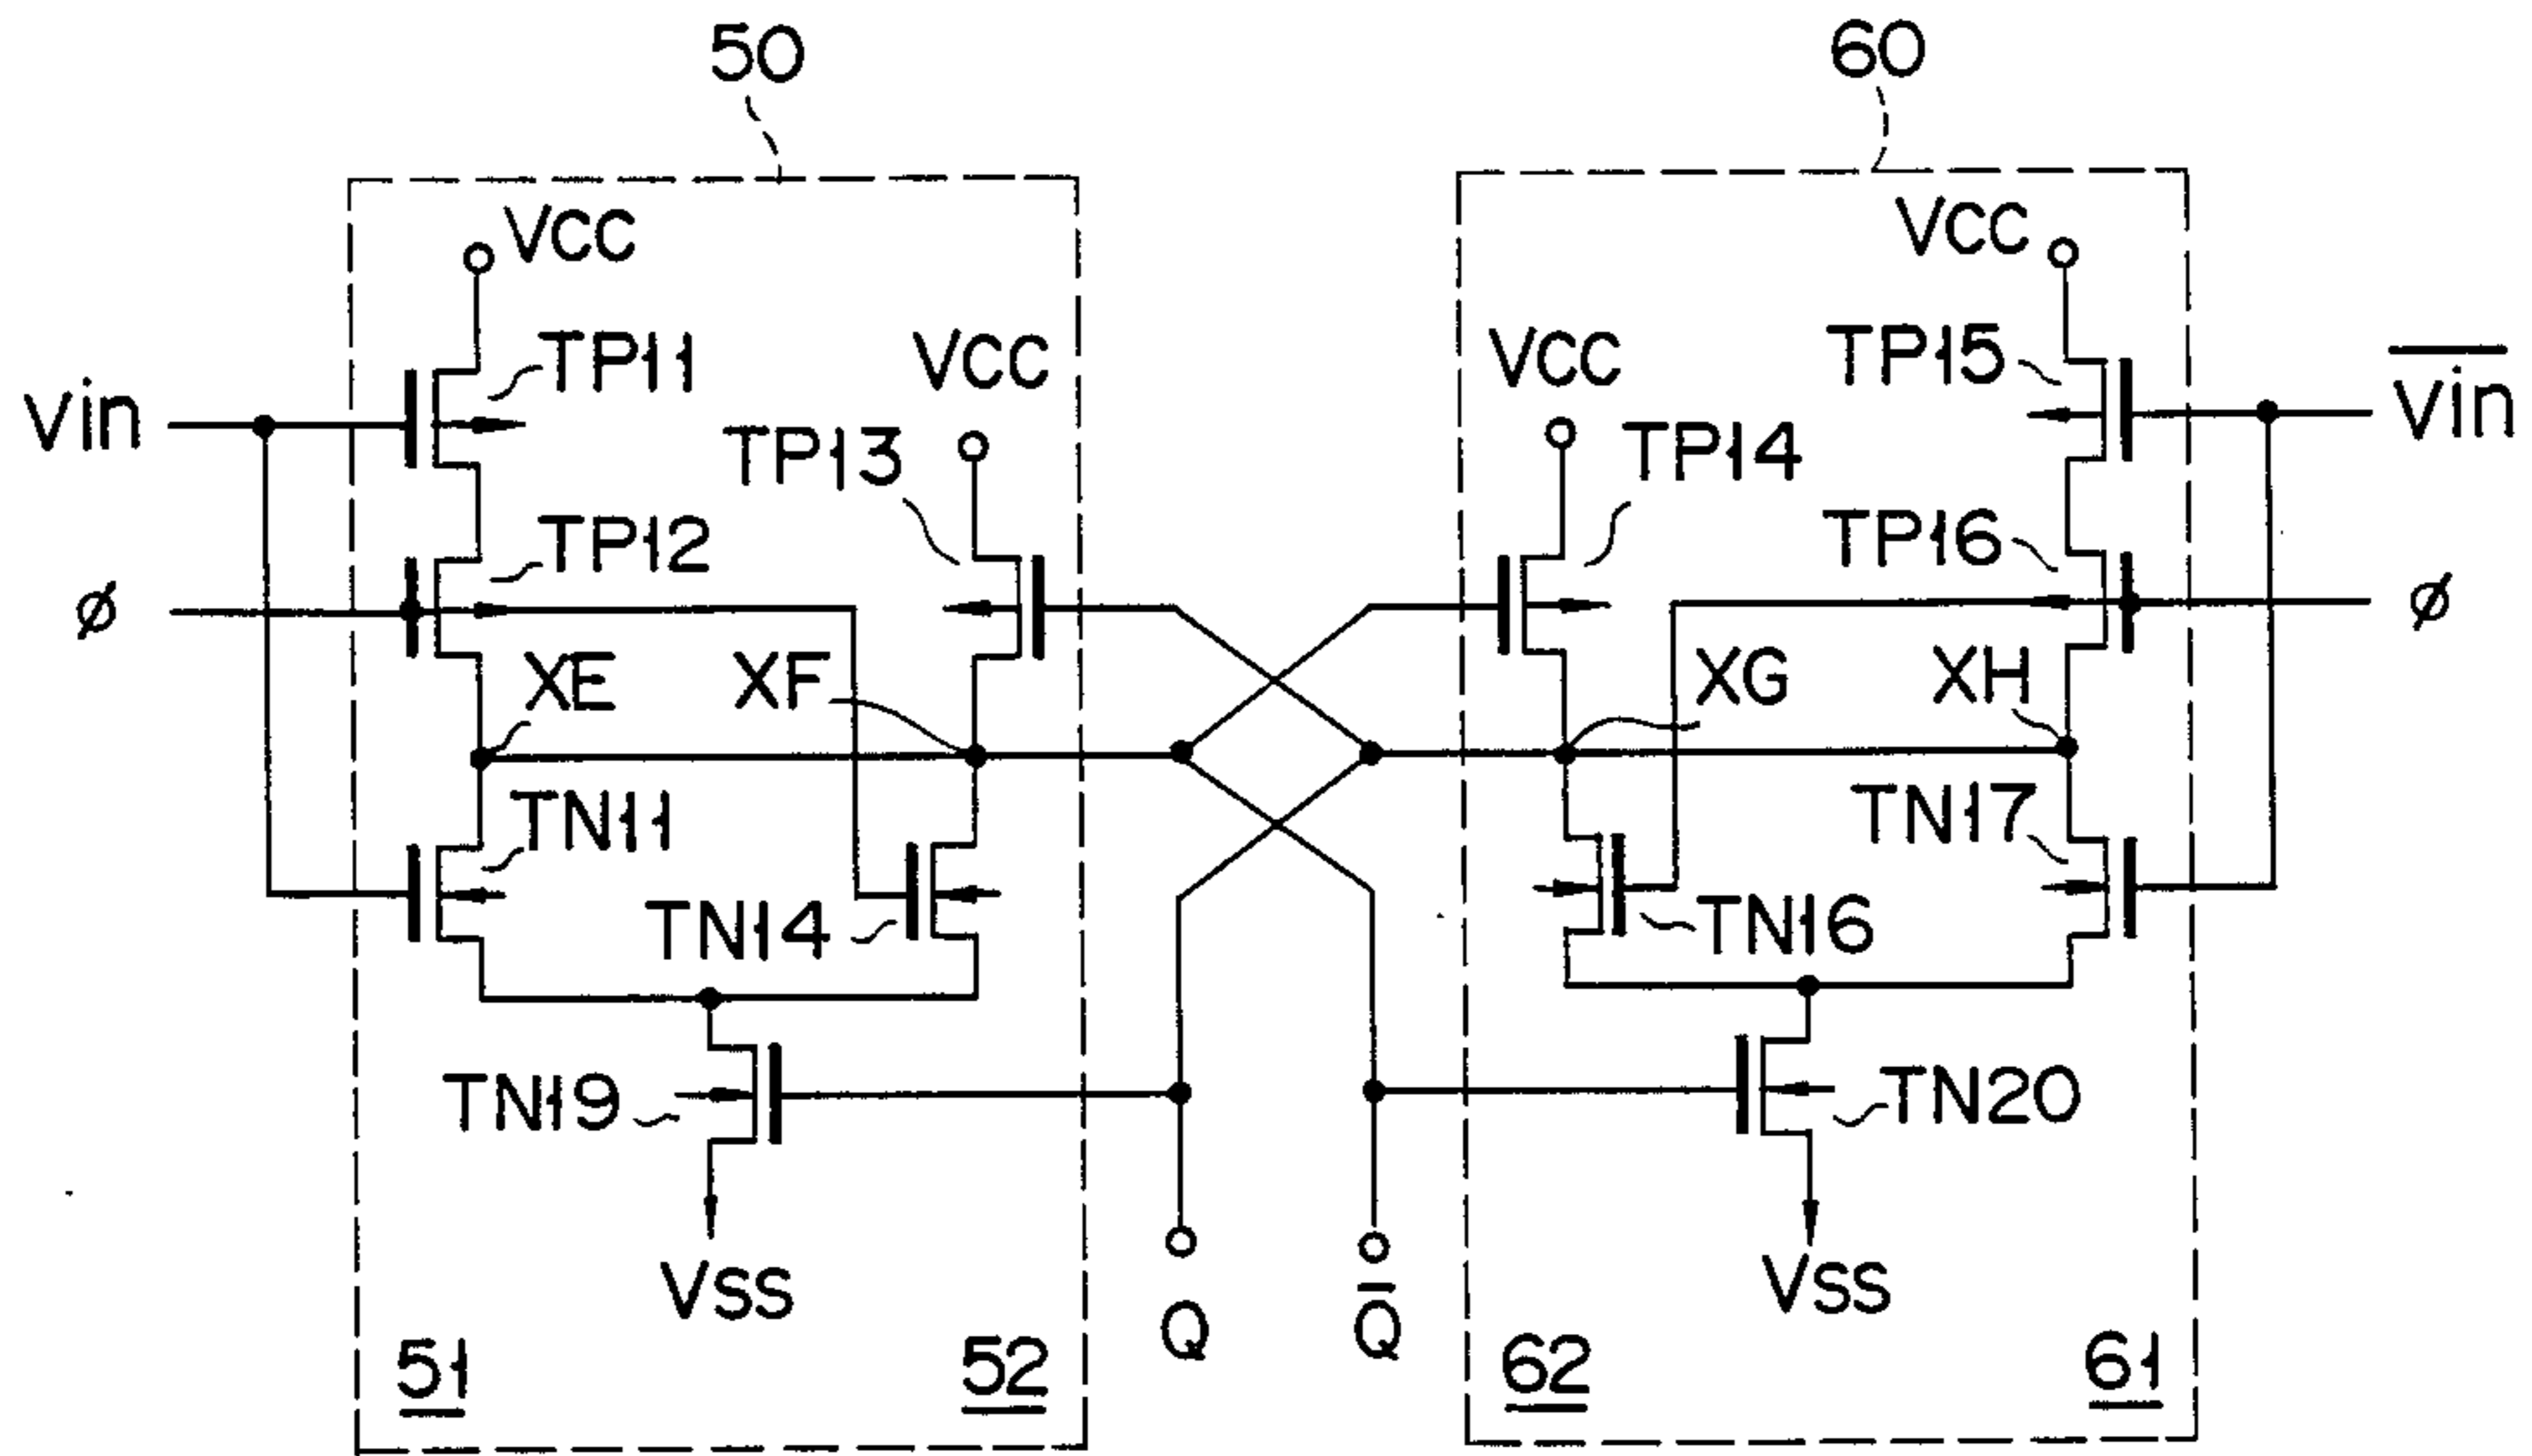 50
60
VCC
VCC
TP11
VCC
VCC
TP15
Vin
V̅i̅n̅
TP13
TP14
TP12
TP16
ϕ
ϕ
XE
XF
XG
XH
TN11
TN17
TN14
TN16
TN19
TN20
VSS
VSS
Q
Q̅
51
52
62
61